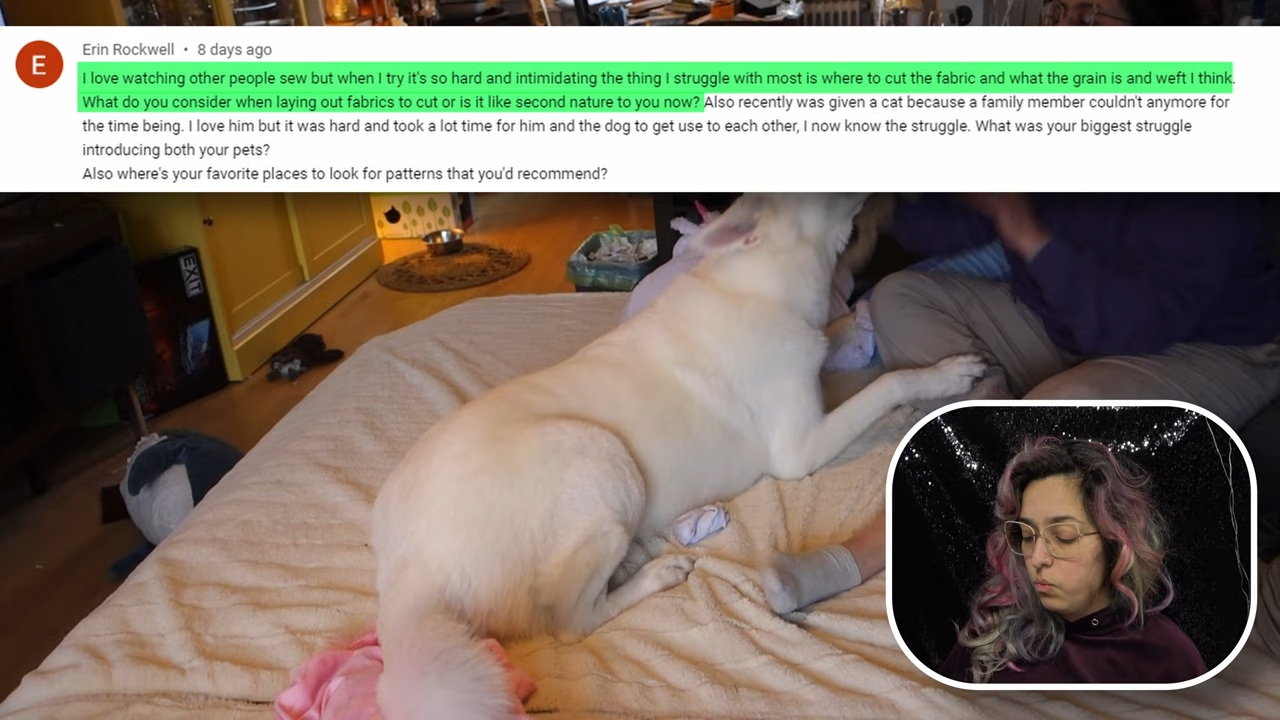 E
Erin Rockwell • 8 days ago
I love watching other people sew but when I try it's so hard and intimidating the thing I struggle with most is where to cut the fabric and what the grain is and weft I think.
What do you consider when laying out fabrics to cut or is it like second nature to you now? Also recently was given a cat because a family member couldn't anymore for
the time being. I love him but it was hard and took a lot time for him and the dog to get use to each other, I now know the struggle. What was your biggest struggle
introducing both your pets?
Also where's your favorite places to look for patterns that you'd recommend?
EXIT